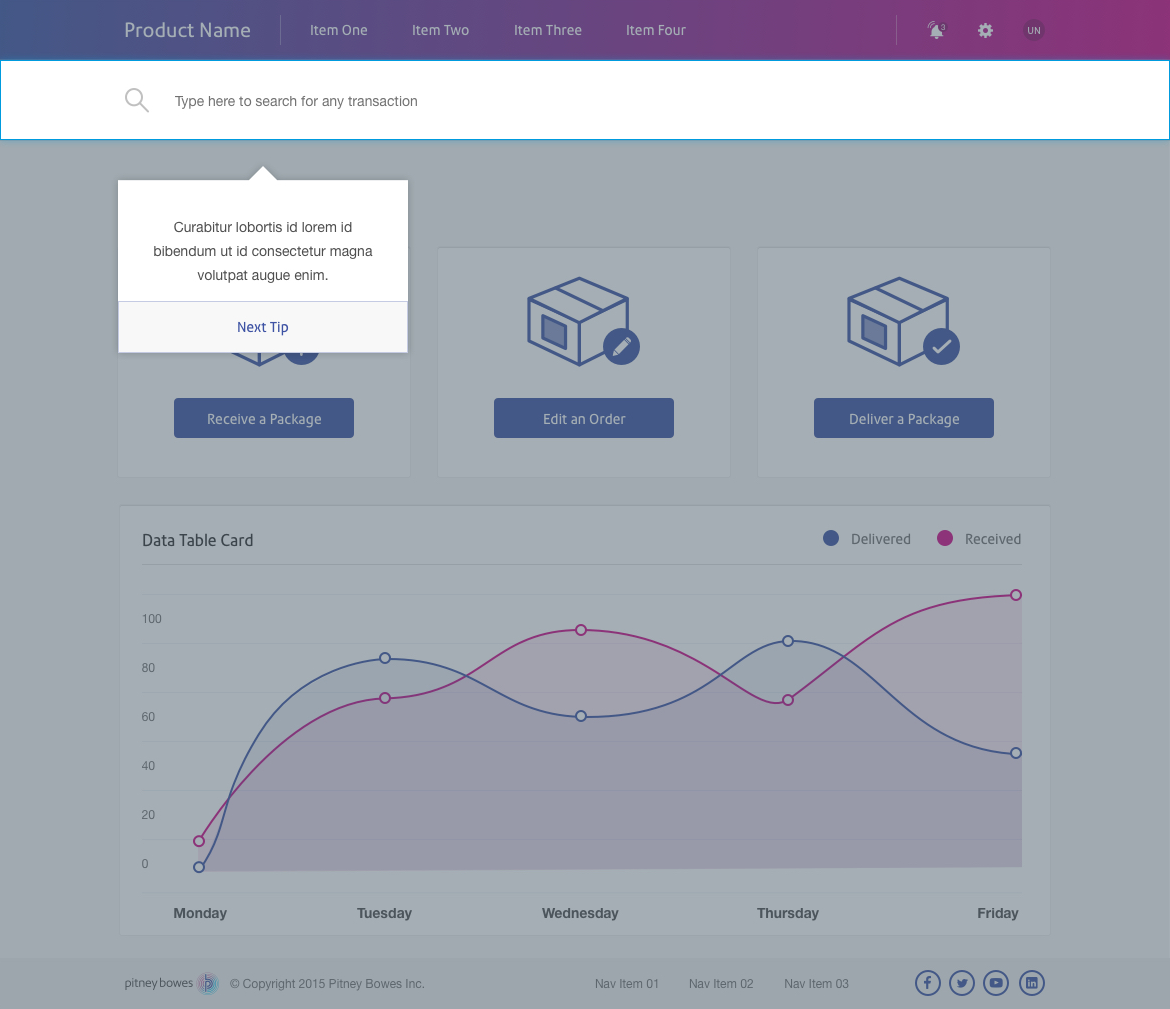 Product Name
Item One
Item Two
Item Three
Item Four
3
UN
Type here to search for any transaction
Curabitur lobortis id lorem id
bibendum ut id consectetur magna
volutpat augue enim.
Next Tip
Receive a Package
Edit an Order
Deliver a Package
Data Table Card
Delivered
Received
100
80
60
40
20
0
Monday
Tuesday
Wednesday
Thursday
Friday
pitney bowes
© Copyright 2015 Pitney Bowes Inc.
Nav Item 01
Nav Item 02
Nav Item 03